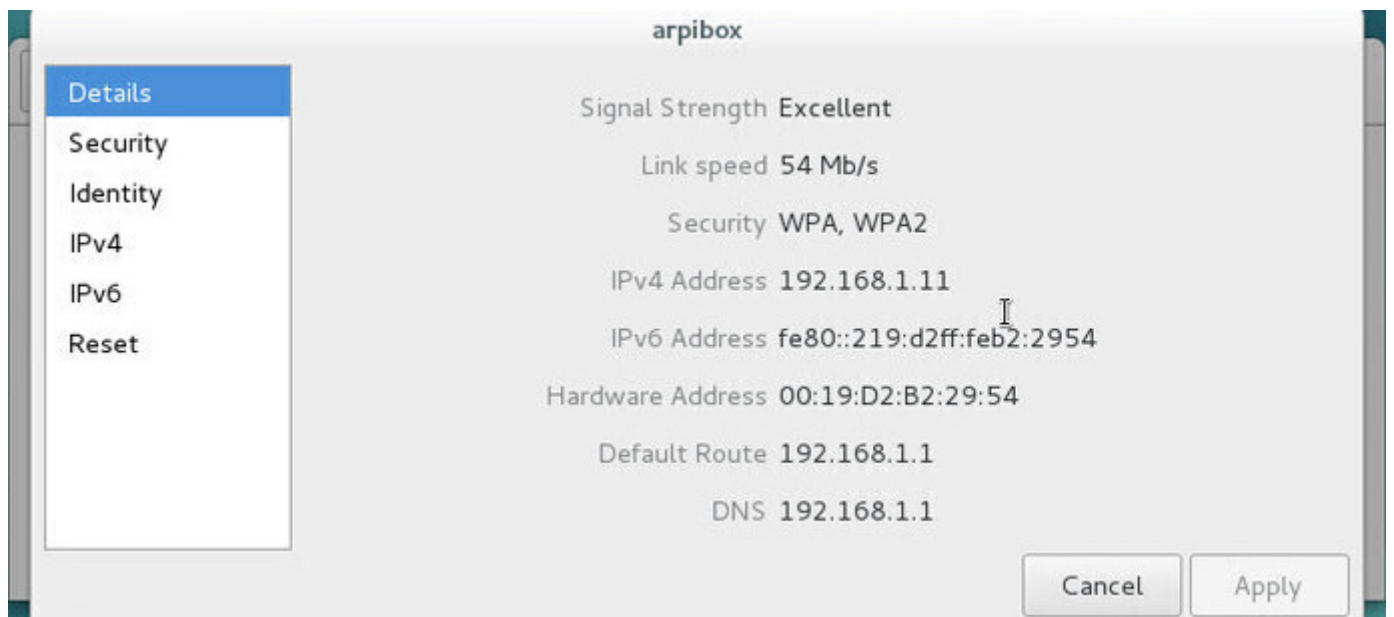 arpibox
Details
Security
Identity
IPv4
IPv6
Reset
Signal Strength Excellent
Link speed 54 Mb/s
Security WPA, WPA2
IPv4 Address 192.168.1.11
IPv6 Address fe80::219:d2ff:feb2:2954
Hardware Address 00:19:D2:B2:29:54
Default Route 192.168.1.1
DNS 192.168.1.1
Cancel Apply